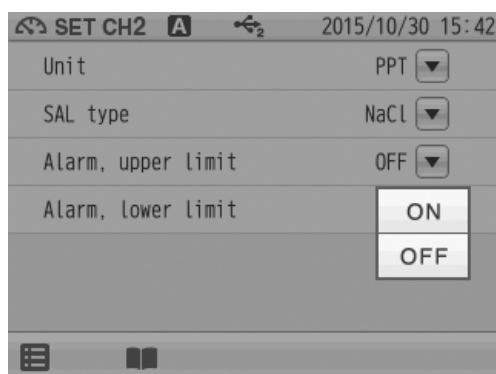 SET CH2 A 2 2015/10/30 15:42
Unit PPT
SAL type NaCl
Alarm, upper limit OFF
Alarm, lower limit ON
OFF